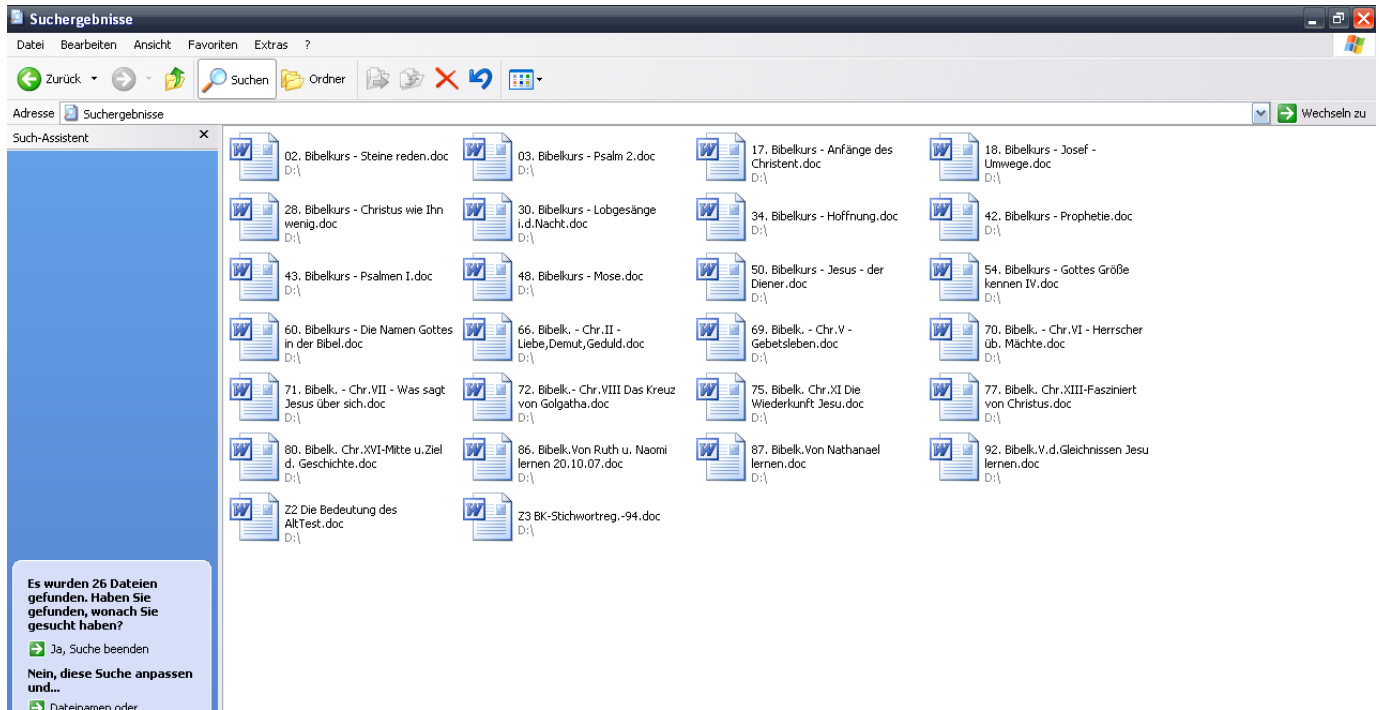 Suchergebnisse
Datei Bearbeiten Ansicht Favoriten Extras ?
Zurück Suchen Ordner
Adresse Suchergebnisse Wechseln zu
Such-Assistent
02. Bibelkurs - Steine reden.doc
D:\
03. Bibelkurs - Psalm 2.doc
D:\
17. Bibelkurs - Anfänge des
Christent.doc
D:\
18. Bibelkurs - Josef -
Umwege.doc
D:\
28. Bibelkurs - Christus wie Ihn
wenig.doc
D:\
30. Bibelkurs - Lobgesänge
i.d.Nacht.doc
D:\
34. Bibelkurs - Hoffnung.doc
D:\
42. Bibelkurs - Prophetie.doc
D:\
43. Bibelkurs - Psalmen I.doc
D:\
48. Bibelkurs - Mose.doc
D:\
50. Bibelkurs - Jesus - der
Diener.doc
D:\
54. Bibelkurs - Gottes Größe
kennen IV.doc
D:\
60. Bibelkurs - Die Namen Gottes
in der Bibel.doc
D:\
66. Bibelk. - Chr.II -
Liebe,Demut,Geduld.doc
D:\
69. Bibelk. - Chr.V -
Gebetsleben.doc
D:\
70. Bibelk. - Chr.VI - Herrscher
üb. Mächte.doc
D:\
71. Bibelk. - Chr.VII - Was sagt
Jesus über sich.doc
D:\
72. Bibelk.- Chr.VIII Das Kreuz
von Golgatha.doc
D:\
75. Bibelk. Chr.XI Die
Wiederkunft Jesu.doc
D:\
77. Bibelk. Chr.XIII-Fasziniert
von Christus.doc
D:\
80. Bibelk. Chr.XVI-Mitte u.Ziel
d. Geschichte.doc
D:\
86. Bibelk.Von Ruth u. Naomi
lernen 20.10.07.doc
D:\
87. Bibelk.Von Nathanael
lernen.doc
D:\
92. Bibelk.V.d.Gleichnissen Jesu
lernen.doc
D:\
Z2 Die Bedeutung des
AltTest.doc
D:\
Z3 BK-Stichwortreg.-94.doc
D:\
Es wurden 26 Dateien
gefunden. Haben Sie
gefunden, wonach Sie
gesucht haben?
Ja, Suche beenden
Nein, diese Suche anpassen
und...
Dateinamen oder